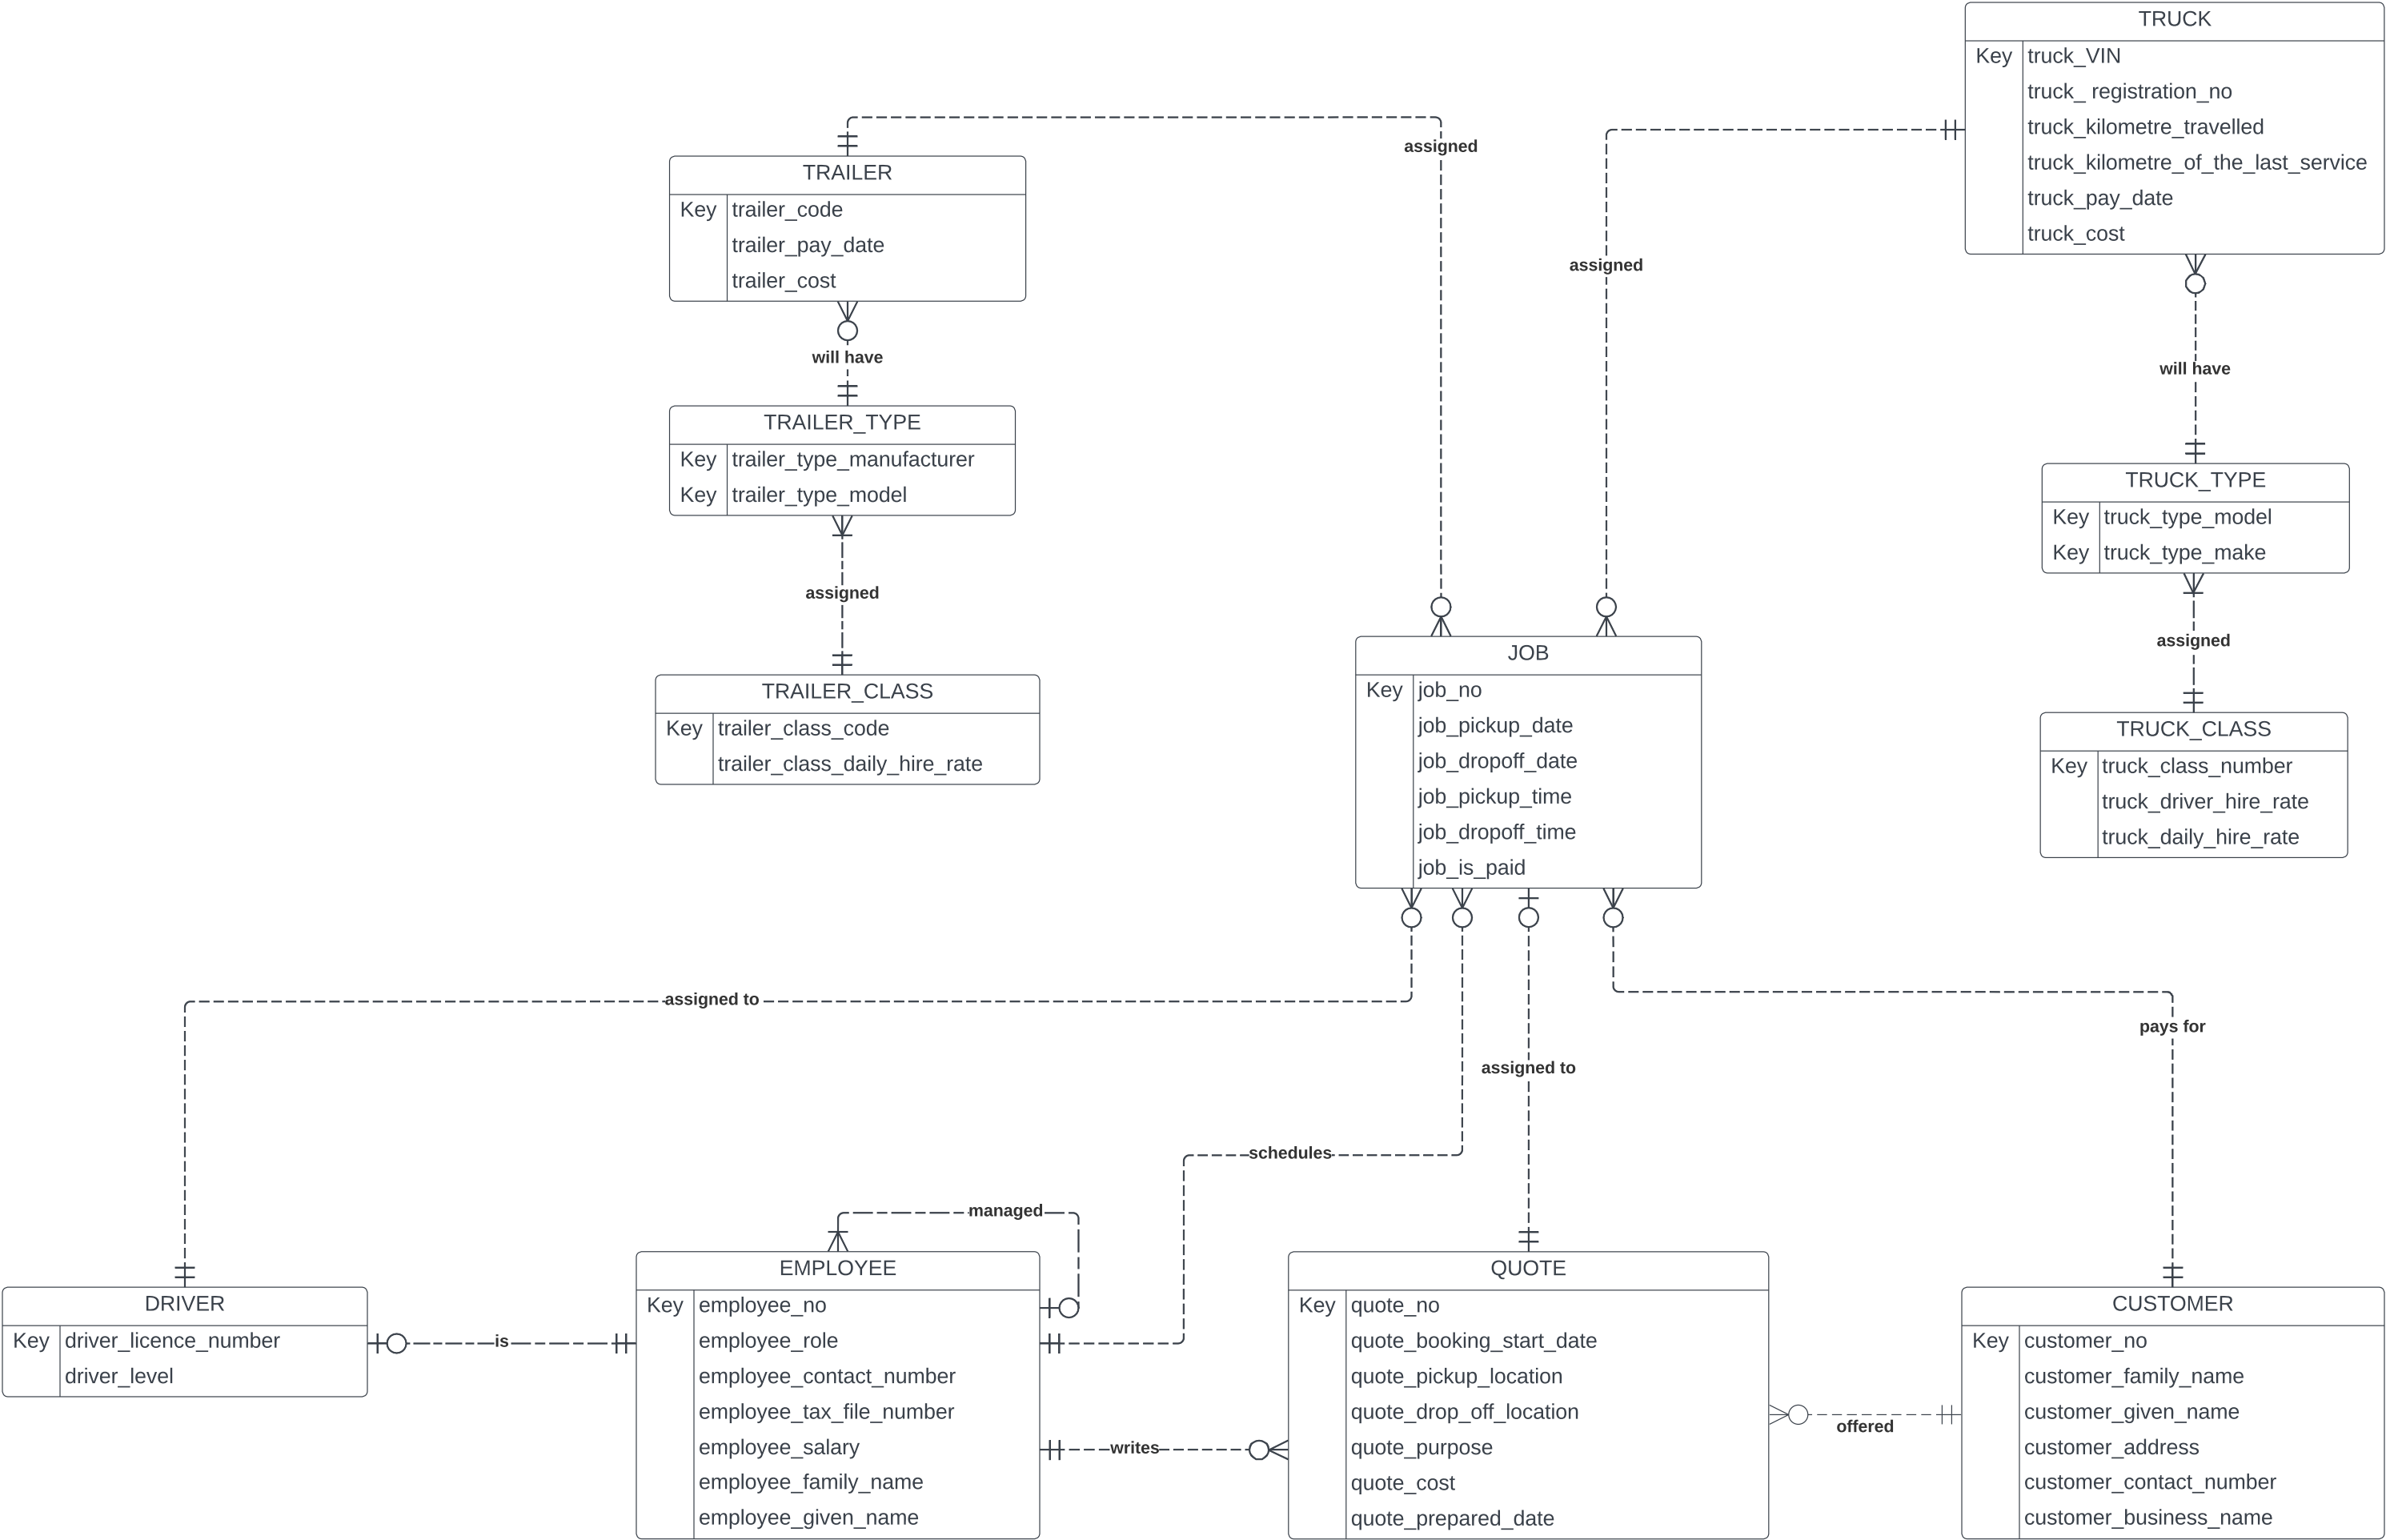 TRUCK
Key truck_VIN
truck_ registration_no
truck_kilometre_travelled
truck_kilometre_of_the_last_service
truck_pay_date
truck_cost
assigned
assigned
TRAILER
Key trailer_code
trailer_pay_date
trailer_cost
will have
will have
TRAILER_TYPE
Key trailer_type_manufacturer
Key trailer_type_model
TRUCK_TYPE
Key truck_type_model
Key truck_type_make
assigned
assigned
TRAILER_CLASS
Key trailer_class_code
trailer_class_daily_hire_rate
JOB
Key job_no
job_pickup_date
job_dropoff_date
job_pickup_time
job_dropoff_time
job_is_paid
TRUCK_CLASS
Key truck_class_number
truck_driver_hire_rate
truck_daily_hire_rate
assigned to
pays for
assigned to
schedules
managed
DRIVER
Key driver_licence_number
driver_level
is
EMPLOYEE
Key employee_no
employee_role
employee_contact_number
employee_tax_file_number
employee_salary
employee_family_name
employee_given_name
writes
QUOTE
Key quote_no
quote_booking_start_date
quote_pickup_location
quote_drop_off_location
quote_purpose
quote_cost
quote_prepared_date
offered
CUSTOMER
Key customer_no
customer_family_name
customer_given_name
customer_address
customer_contact_number
customer_business_name